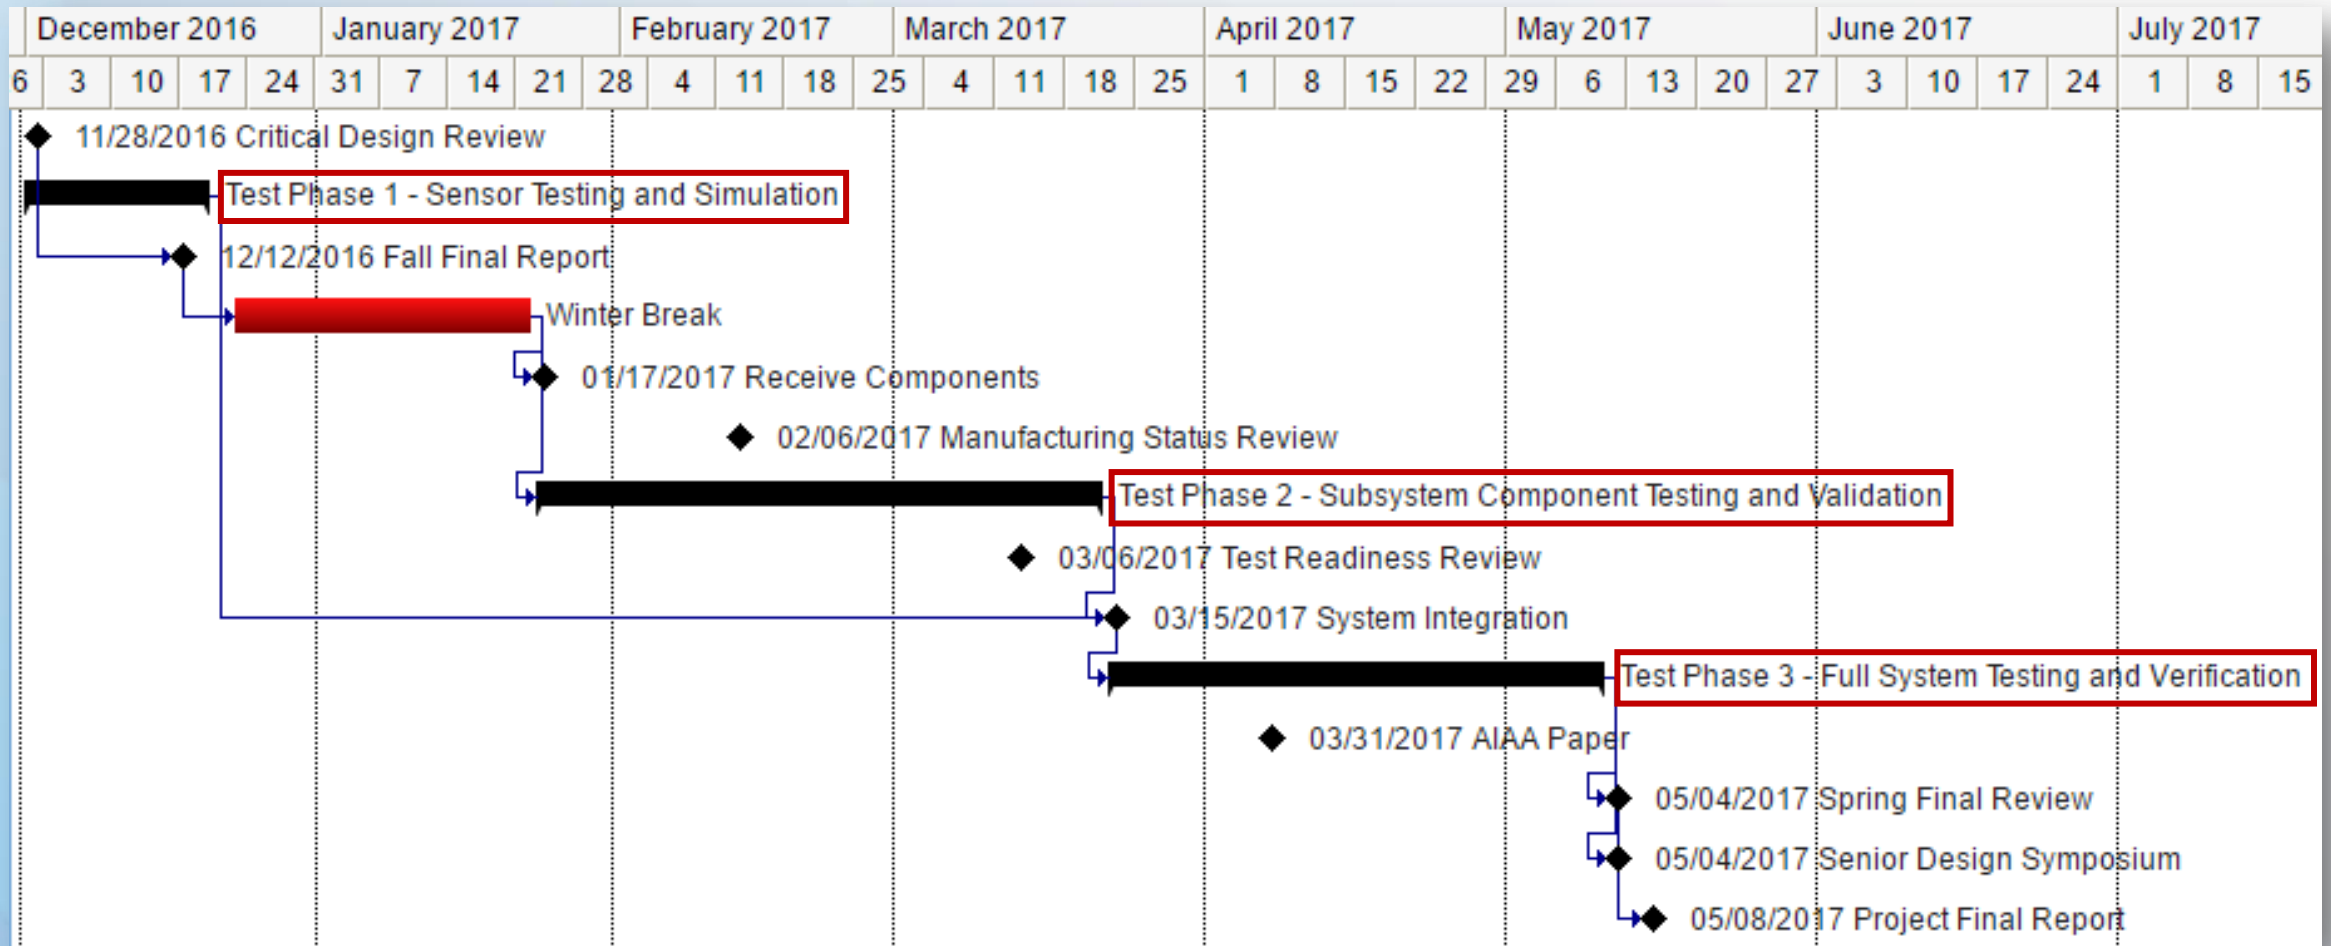 December 2016 January 2017 February 2017 March 2017 April 2017 May 2017 June 2017 July 2017
6 3 10 17 24 31 7 14 21 28 4 11 18 25 4 11 18 25 1 8 15 22 29 6 13 20 27 3 10 17 24 1 8 15
11/28/2016 Critical Design Review
Test Phase 1 - Sensor Testing and Simulation
12/12/2016 Fall Final Report
Winter Break
01/17/2017 Receive Components
02/06/2017 Manufacturing Status Review
Test Phase 2 - Subsystem Component Testing and Validation
03/06/2017 Test Readiness Review
03/15/2017 System Integration
Test Phase 3 - Full System Testing and Verification
03/31/2017 AIAA Paper
05/04/2017 Spring Final Review
05/04/2017 Senior Design Symposium
05/08/2017 Project Final Report